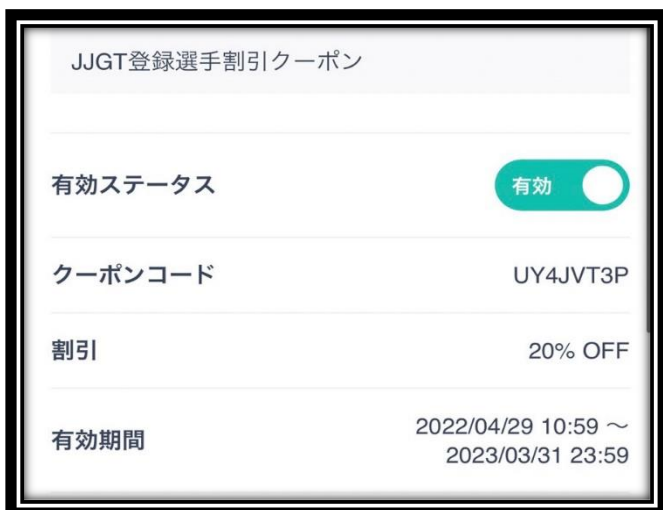 JJGT登録選手割引クーポン
有効ステータス 有効
クーポンコード UY4JVT3P
割引 20% OFF
有効期間 2022/04/29 10:59 〜
2023/03/31 23:59